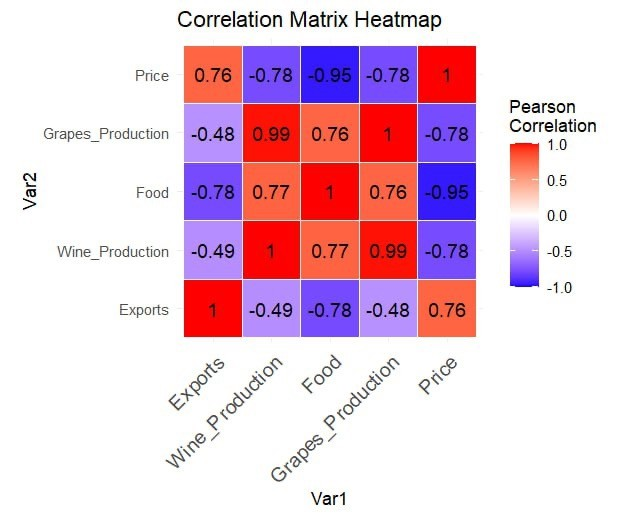 Correlation Matrix Heatmap
Price 0.76 -0.78 -0.95 -0.78 1
Grapes_Production -0.48 0.99 0.76 1 -0.78
Food -0.78 0.77 1 0.76 -0.95
Wine_Production -0.49 1 0.77 0.99 -0.78
Exports 1 -0.49 -0.78 -0.48 0.76
Var2
Exports
Wine_Production
Food
Grapes_Production
Price
Var1
Pearson
Correlation
1.0
0.5
0.0
-0.5
-1.0